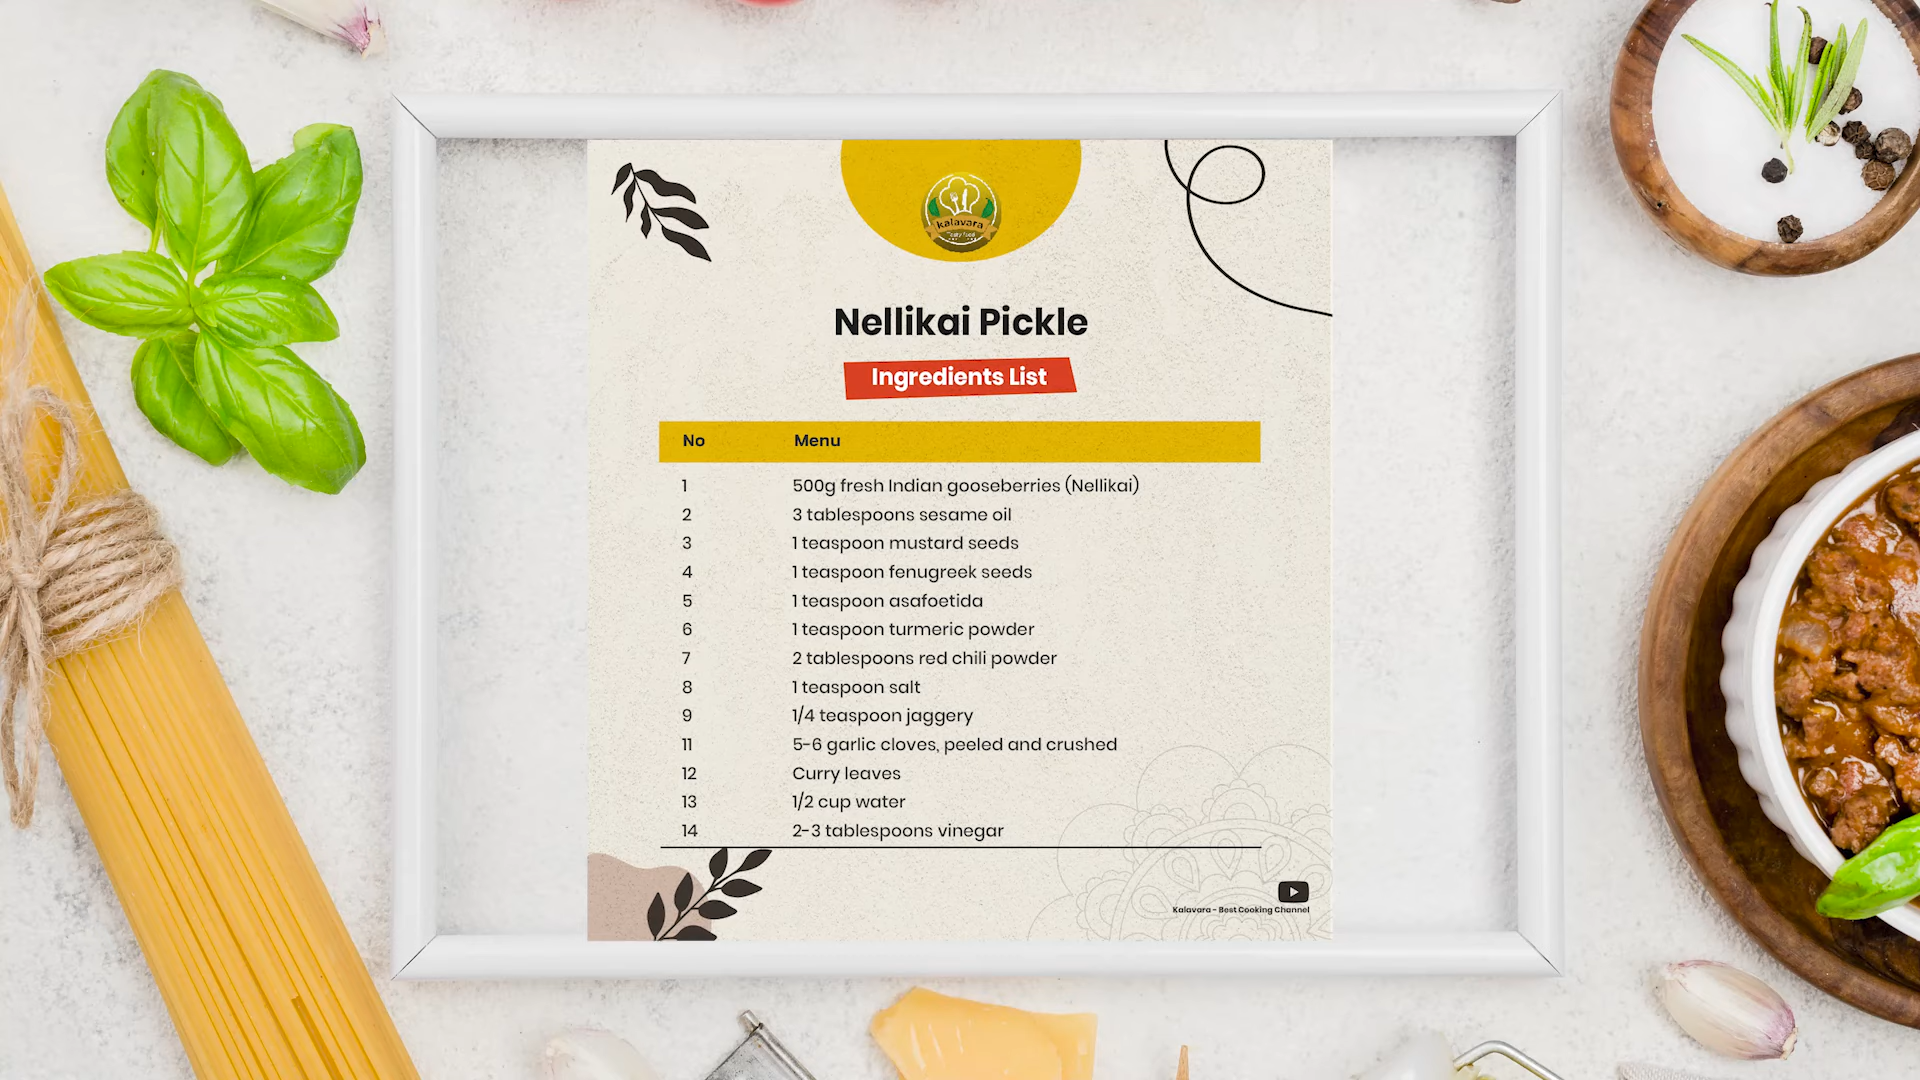 kalavara
Nellikai Pickle
Ingredients List
No Menu
1 500g fresh Indian gooseberries (Nellikai)
2 3 tablespoons sesame oil
3 1 teaspoon mustard seeds
4 1 teaspoon fenugreek seeds
5 1 teaspoon asafoetida
6 1 teaspoon turmeric powder
7 2 tablespoons red chili powder
8 1 teaspoon salt
9 1/4 teaspoon jaggery
11 5-6 garlic cloves, peeled and crushed
12 Curry leaves
13 1/2 cup water
14 2-3 tablespoons vinegar
Kalavara - Best Cooking Channel